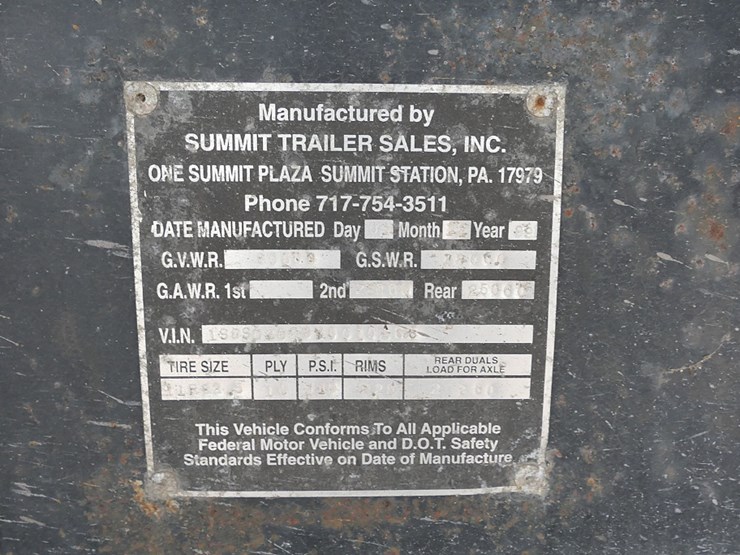 Manufactured by
SUMMIT TRAILER SALES, INC.
ONE SUMMIT PLAZA SUMMIT STATION, PA. 17979
Phone 717-754-3511
DATE MANUFACTURED Day Month Year
G.V.W.R. G.S.W.R.
G.A.W.R. 1st 2nd Rear
V.I.N.
TIRE SIZE PLY P.S.I. RIMS REAR DUALS
LOAD FOR AXLE
This Vehicle Conforms To All Applicable
Federal Motor Vehicle and D.O.T. Safety
Standards Effective on Date of Manufacture